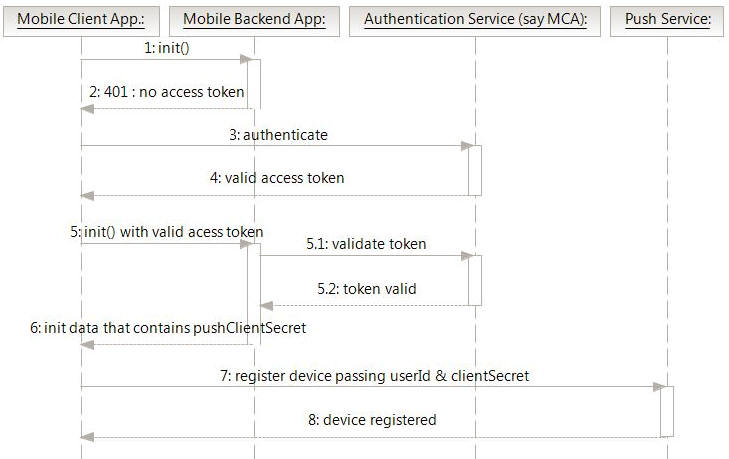 Mobile Client App.:
Mobile Backend App:
Authentication Service (say MCA):
Push Service:
1: init()
2: 401 : no access token
3: authenticate
4: valid access token
5: init() with valid acess token
5.1: validate token
5.2: token valid
6: init data that contains pushClientSecret
7: register device passing userId & clientSecret
8: device registered